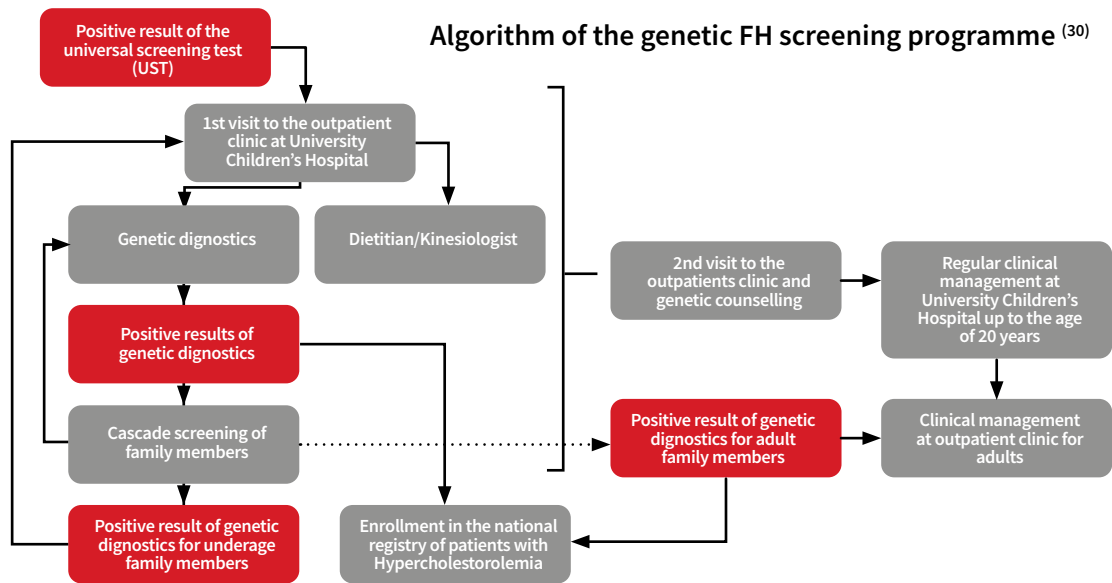 Algorithm of the genetic FH screening programme (30)
Positive result of the
universal screening test
(UST)
1st visit to the outpatient
clinic at University
Children’s Hospital
Genetic dignostics
Dietitian/Kinesiologist
2nd visit to the
outpatients clinic and
genetic counselling
Regular clinical
management at
University Children’s
Hospital up to the age
of 20 years
Positive results of
genetic dignostics
Cascade screening of
family members
Positive result of genetic
dignostics for adult
family members
Clinical management
at outpatient clinic for
adults
Positive result of genetic
dignostics for underage
family members
Enrollment in the national
registry of patients with
Hypercholestorolemia